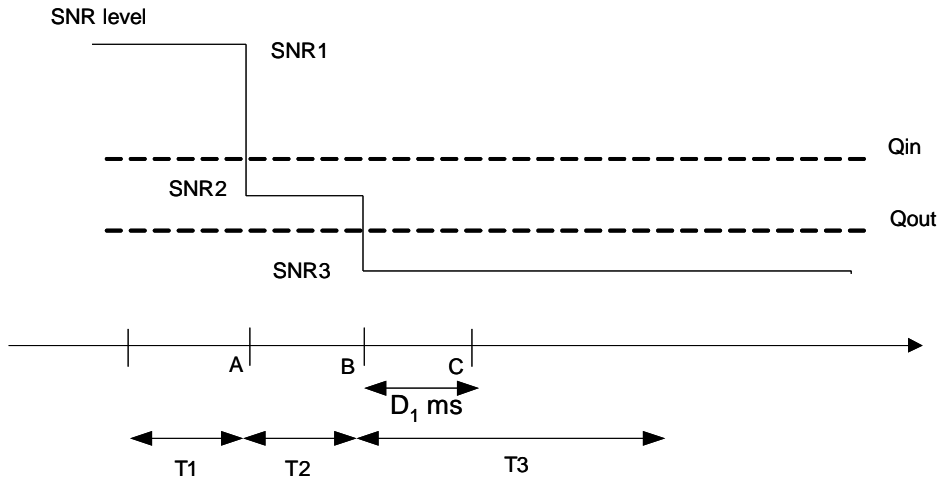 SNR level
SNR1
Qin
SNR2
Qout
SNR3
A
B
C
D₁ ms
T1
T2
T3